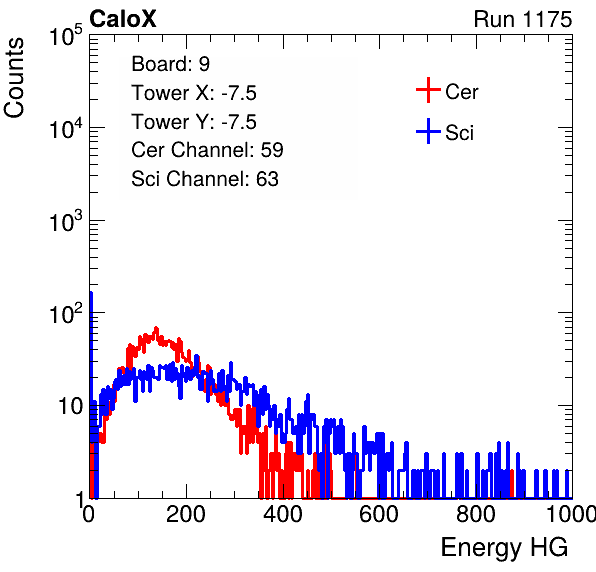 CaloX Run 1175
Counts
10^5
10^4
10^3
10^2
10
1
Board: 9
Tower X: -7.5
Tower Y: -7.5
Cer Channel: 59
Sci Channel: 63
Cer
Sci
0 200 400 600 800 1000
Energy HG